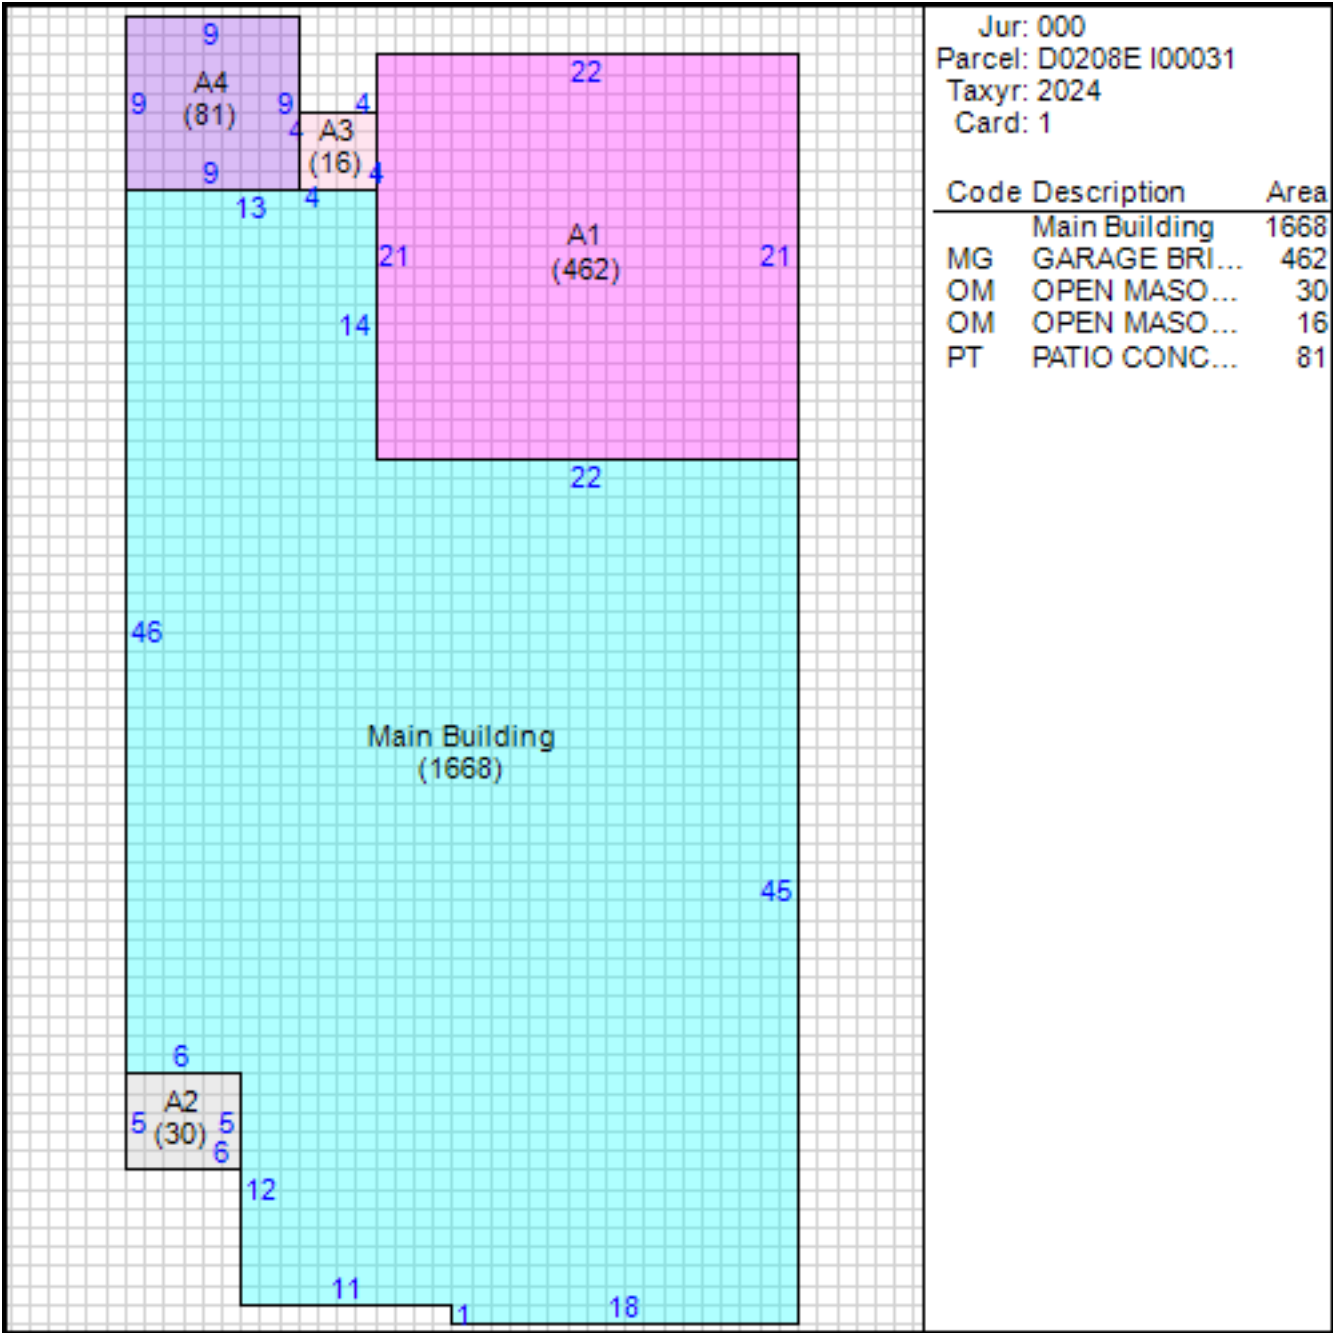 Jur: 000
Parcel: D0208E I00031
Taxyr: 2024
Card: 1
Code Description Area
Main Building 1668
MG GARAGE BRI... 462
OM OPEN MASO... 30
OM OPEN MASO... 16
PT PATIO CONC... 81
9
A4
(81)
9
9
9
4
4
A3
(16)
4
4
13
22
A1
(462)
21
21
22
14
46
Main Building
(1668)
45
6
A2
(30)
5
5
6
12
11
1
18